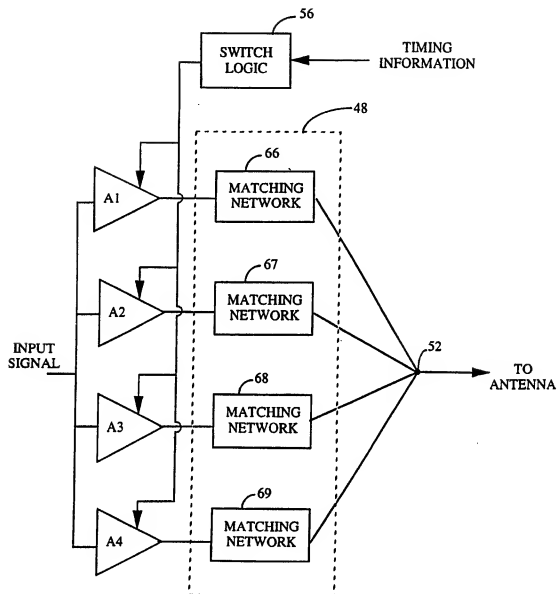 56
SWITCH
LOGIC
TIMING
INFORMATION
48
66
A1
MATCHING
NETWORK
67
A2
MATCHING
NETWORK
INPUT
SIGNAL
52
TO
ANTENNA
68
A3
MATCHING
NETWORK
69
A4
MATCHING
NETWORK